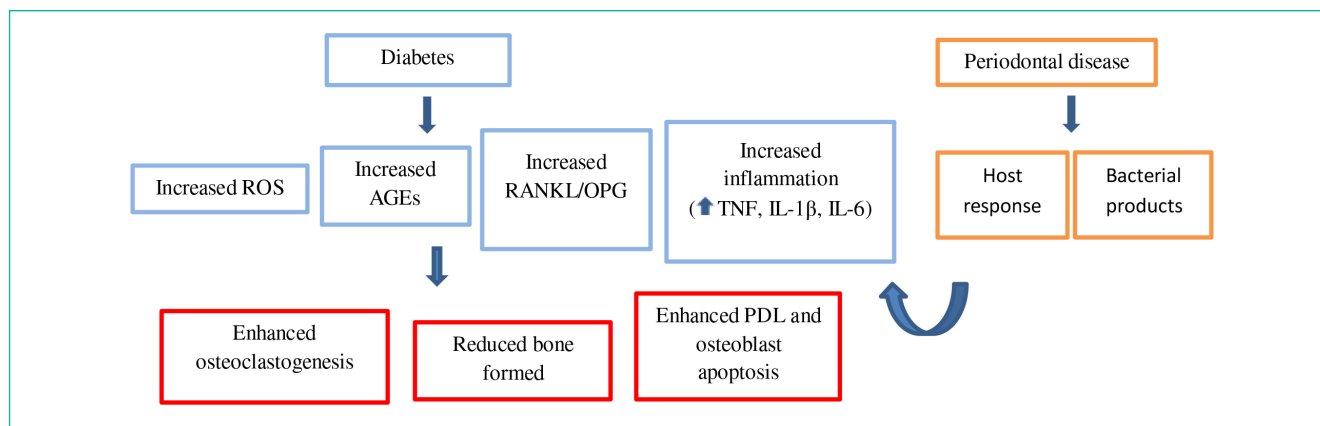 Diabetes
Periodontal disease
Increased ROS
Increased
AGEs
Increased
RANKL/OPG
Increased
inflammation
(⬆TNF, IL-1β, IL-6)
Host
response
Bacterial
products
Enhanced
osteoclastogenesis
Reduced bone
formed
Enhanced PDL and
osteoblast
apoptosis